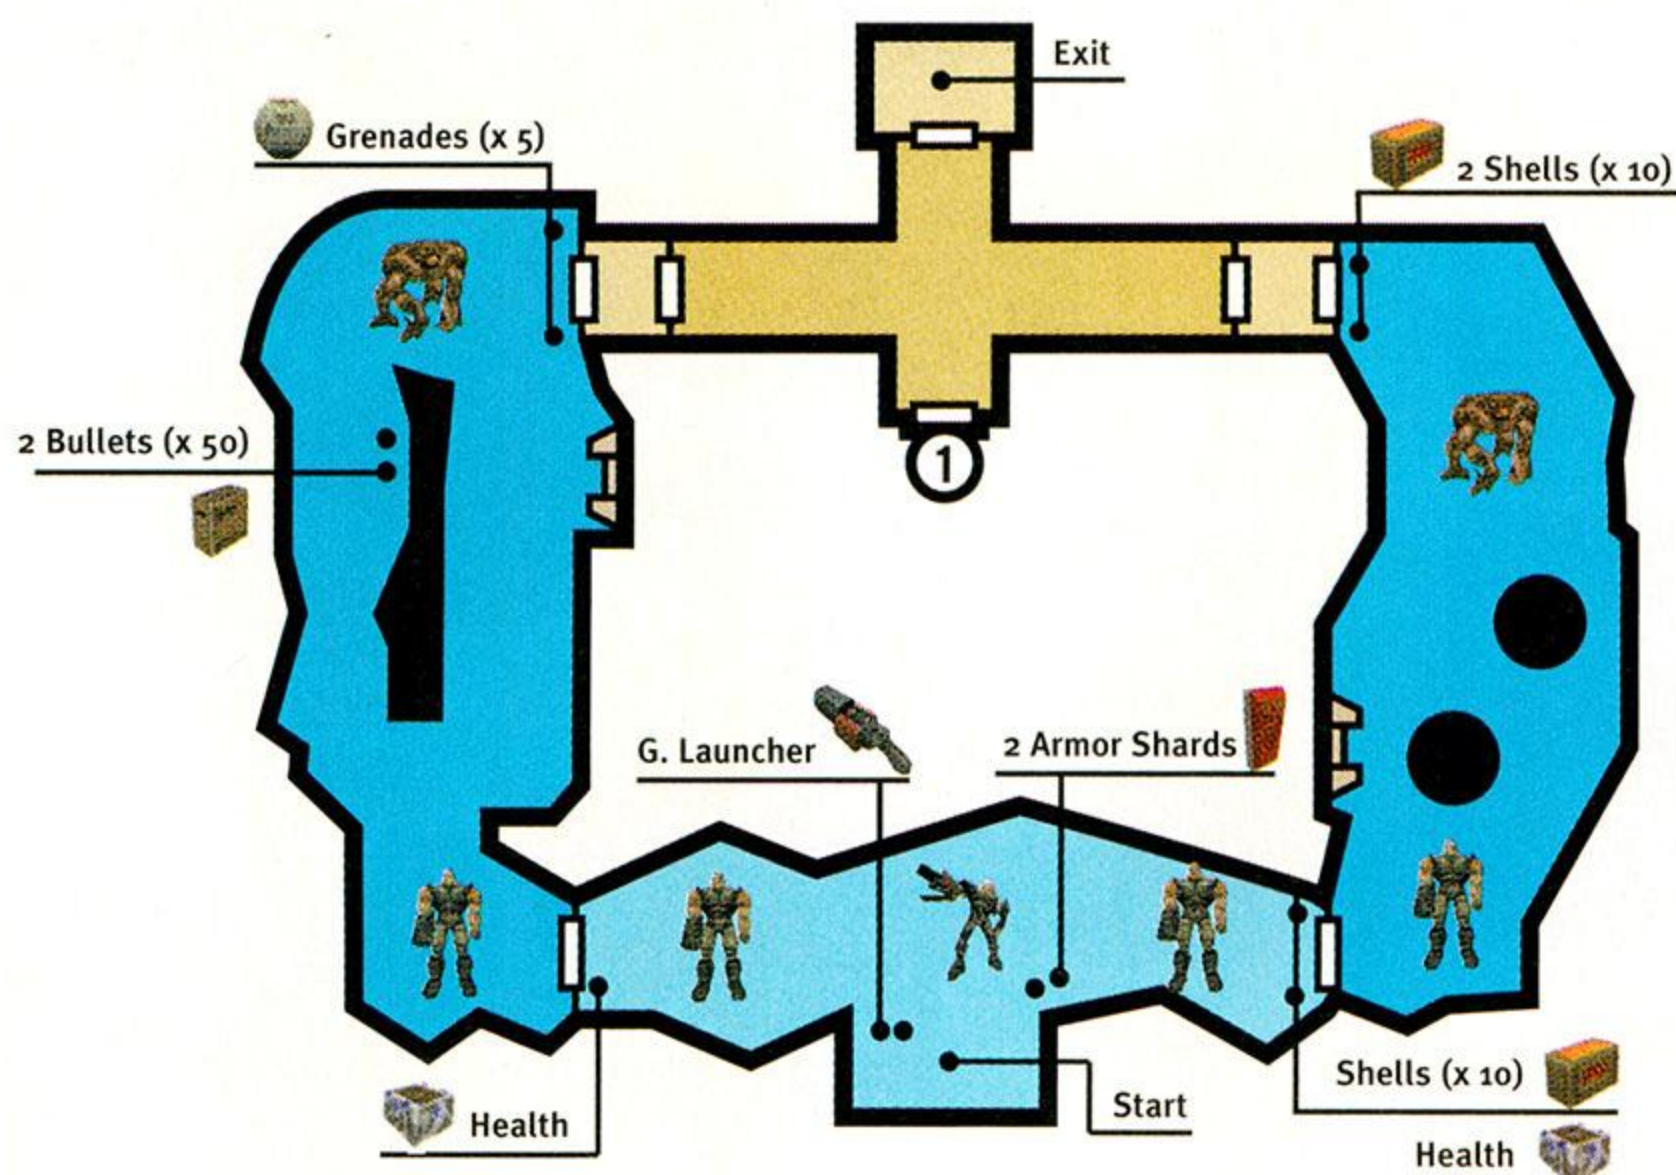 Exit
Grenades (x 5)
2 Shells (x 10)
2 Bullets (x 50)
1
G. Launcher
2 Armor Shards
Shells (x 10)
Start
Health
Health